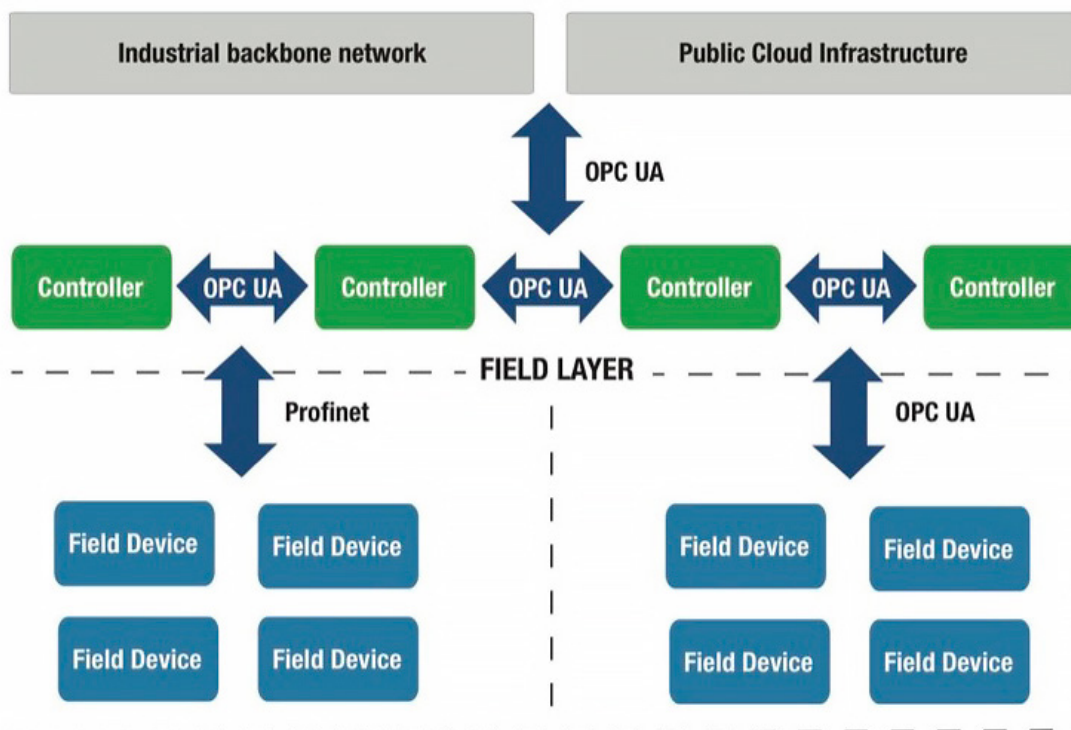 Industrial backbone network
Public Cloud Infrastructure
OPC UA
Controller
OPC UA
Controller
OPC UA
Controller
OPC UA
Controller
FIELD LAYER
Profinet
OPC UA
Field Device
Field Device
Field Device
Field Device
Field Device
Field Device
Field Device
Field Device